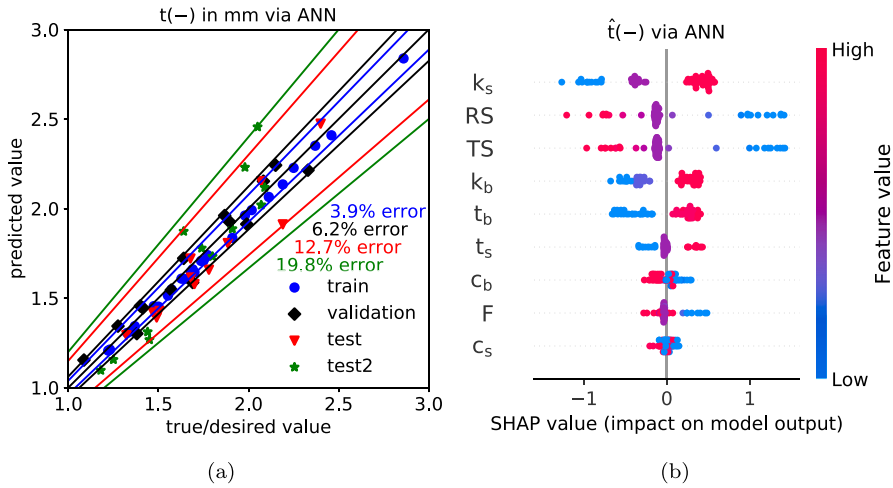 t(−) in mm via ANN
3.0
2.5
2.0
1.5
1.0
predicted value
3.9% error
6.2% error
12.7% error
19.8% error
train
validation
test
test2
1.0
1.5
2.0
2.5
3.0
true/desired value
(a)
t̂(−) via ANN
k_s
RS
TS
k_b
t_b
t_s
c_b
F
c_s
−1
0
1
SHAP value (impact on model output)
High
Feature value
Low
(b)